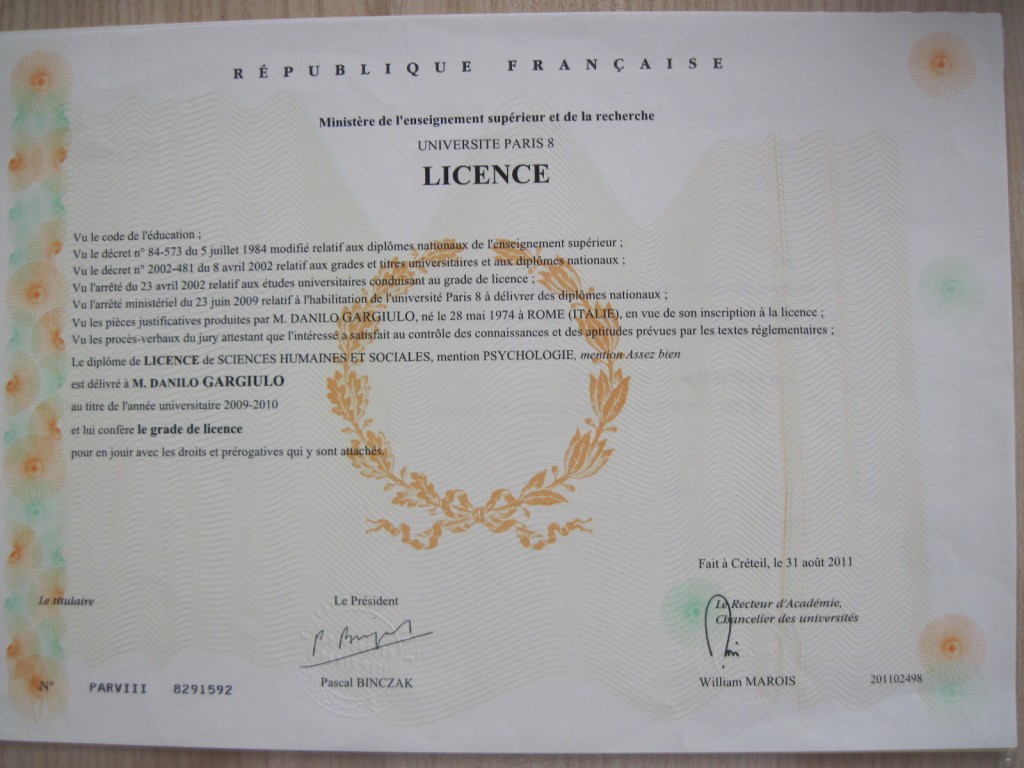 RÉPUBLIQUE FRANÇAISE
Ministère de l'enseignement supérieur et de la recherche
UNIVERSITE PARIS 8
LICENCE
Vu le code de l'éducation ;
Vu le décret n° 84-573 du 5 juillet 1984 modifié relatif aux diplômes nationaux de l'enseignement supérieur ;
Vu le décret n° 2002-481 du 8 avril 2002 relatif aux grades et titres universitaires et aux diplômes nationaux ;
Vu l'arrêté du 23 avril 2002 relatif aux études universitaires conduisant au grade de licence ;
Vu l'arrêté ministériel du 23 juin 2009 relatif à l'habilitation de l'université Paris 8 à délivrer des diplômes nationaux ;
Vu les pièces justificatives produites par M. DANILO GARGIULO, né le 28 mai 1974 à ROME (ITALIE), en vue de son inscription à la licence ;
Vu les procès-verbaux du jury attestant que l'intéressé a satisfait au contrôle des connaissances et des aptitudes prévues par les textes réglementaires ;
Le diplôme de LICENCE de SCIENCES HUMAINES ET SOCIALES, mention PSYCHOLOGIE, mention Assez bien
est délivré à M. DANILO GARGIULO
au titre de l'année universitaire 2009-2010
et lui confère le grade de licence
pour en jouir avec les droits et prérogatives qui y sont attachés.
Fait à Créteil, le 31 août 2011
Le titulaire
Le Président
Le Recteur d'Académie,
Chancelier des universités
Pascal BINCZAK
William MAROIS
201102498
N° PARVIII 8291592